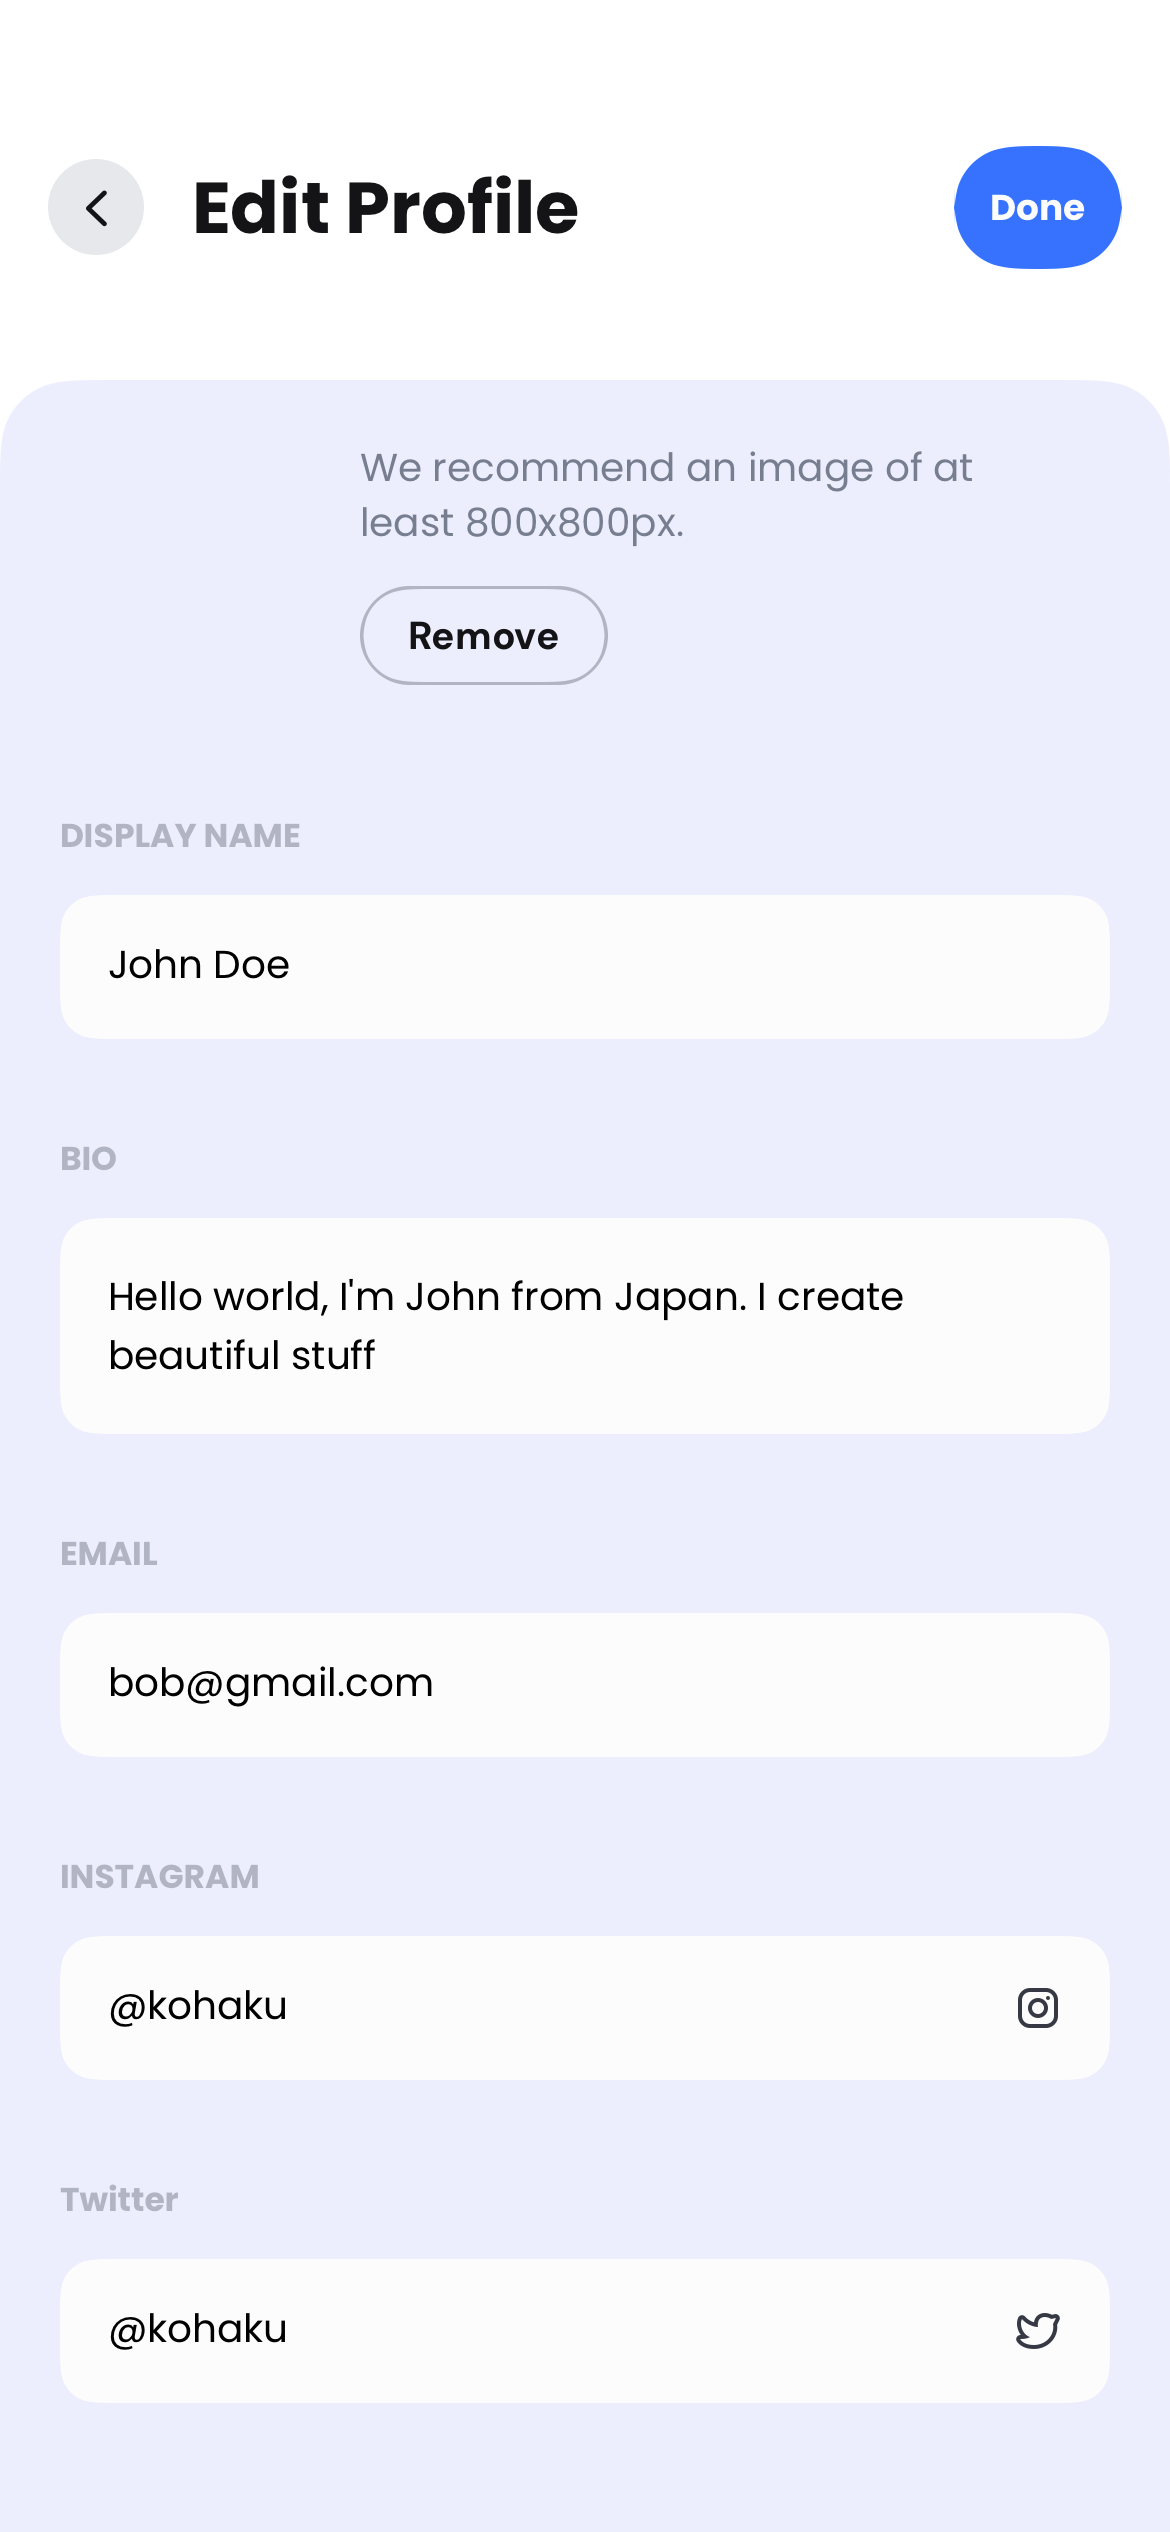 Edit Profile
Done
We recommend an image of at
least 800x800px.
Remove
DISPLAY NAME
John Doe
BIO
Hello world, I'm John from Japan. I create
beautiful stuff
EMAIL
bob@gmail.com
INSTAGRAM
@kohaku
Twitter
@kohaku